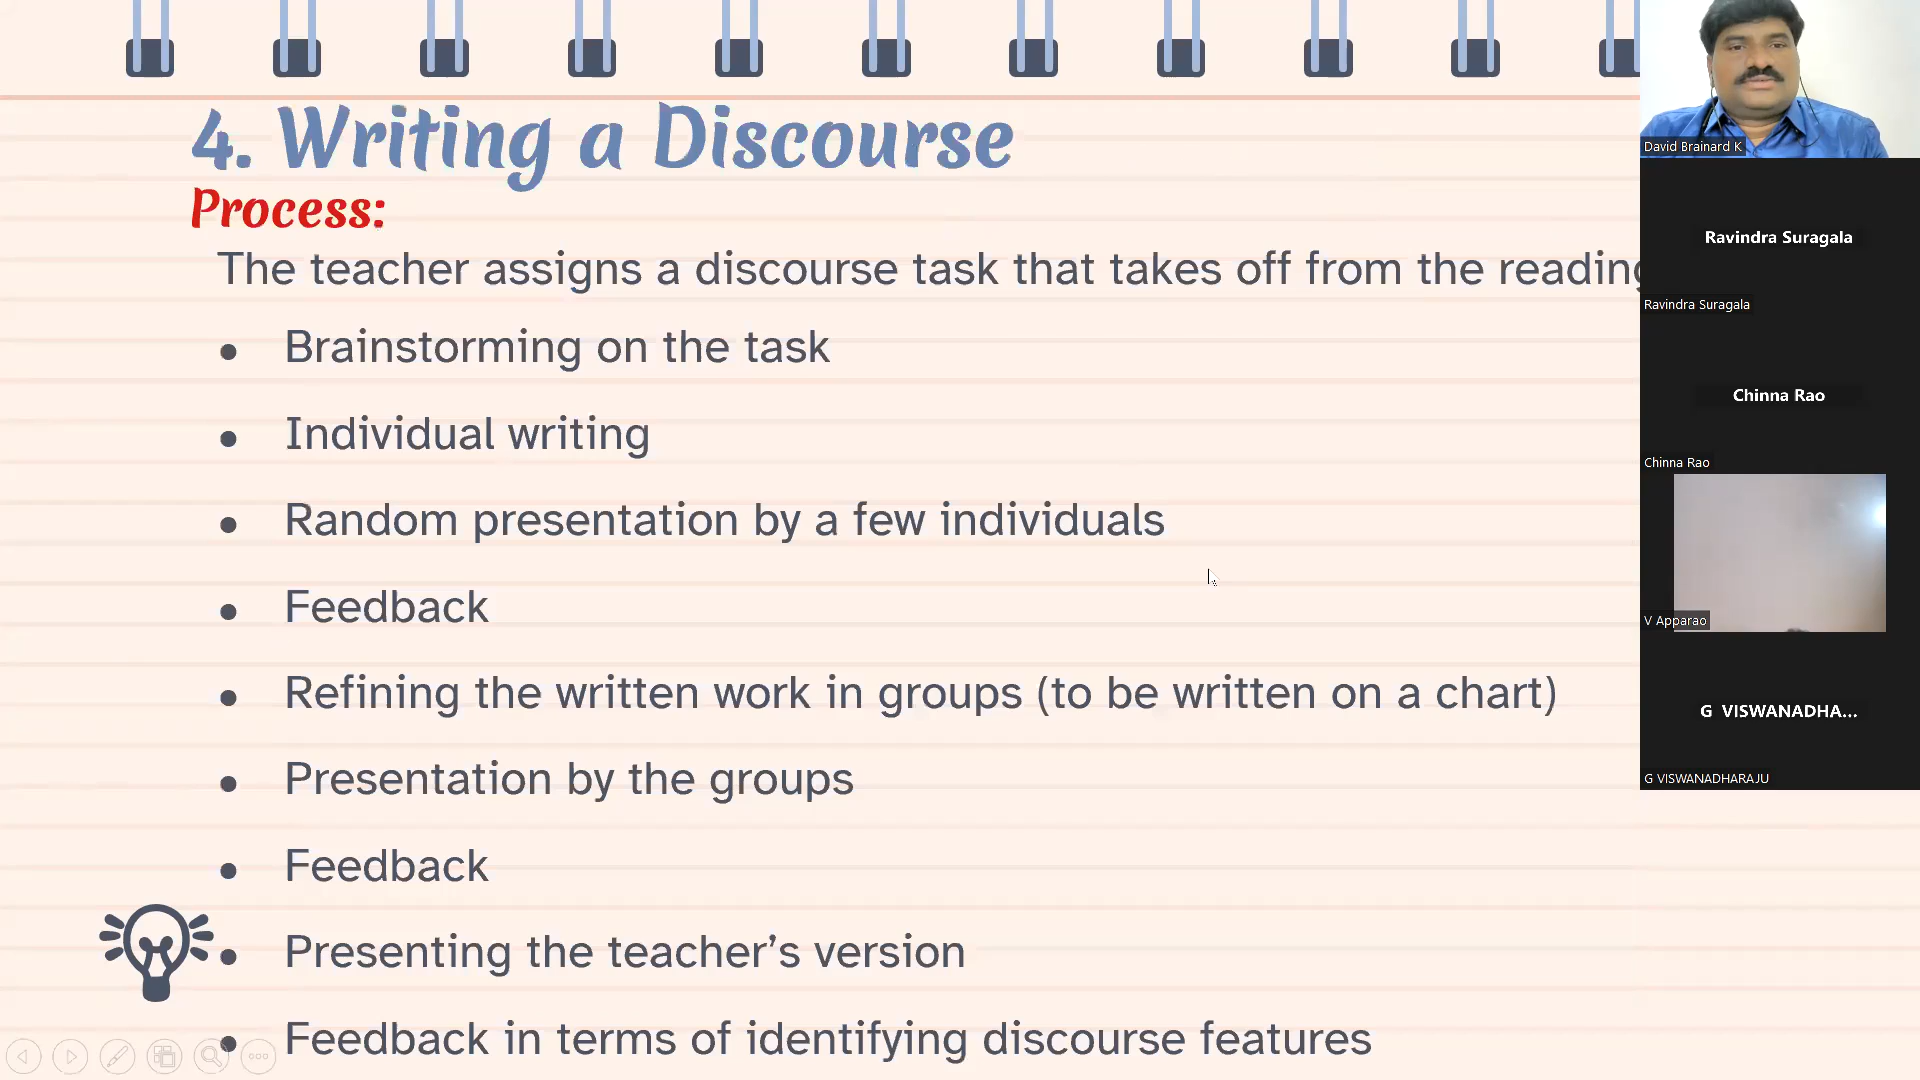 4. Writing a Discourse
Process:
The teacher assigns a discourse task that takes off from the reading
• Brainstorming on the task
• Individual writing
• Random presentation by a few individuals
• Feedback
• Refining the written work in groups (to be written on a chart)
• Presentation by the groups
• Feedback
• Presenting the teacher’s version
• Feedback in terms of identifying discourse features
David Brainard K
Ravindra Suragala
Ravindra Suragala
Chinna Rao
Chinna Rao
V Apparao
G VISWANADHA...
G VISWANADHARAJU